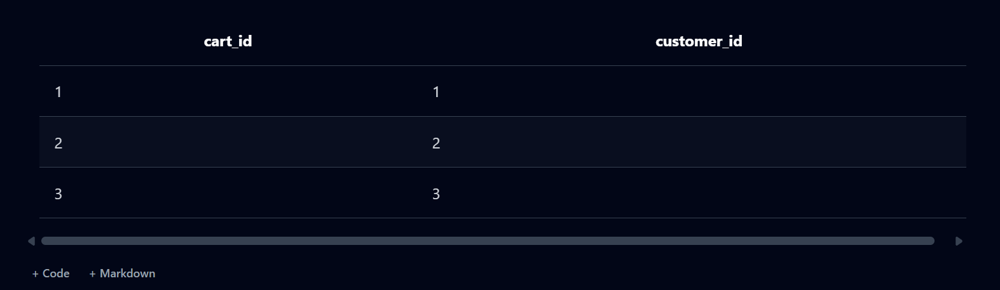 cart_id customer_id
1 1
2 2
3 3
+ Code + Markdown